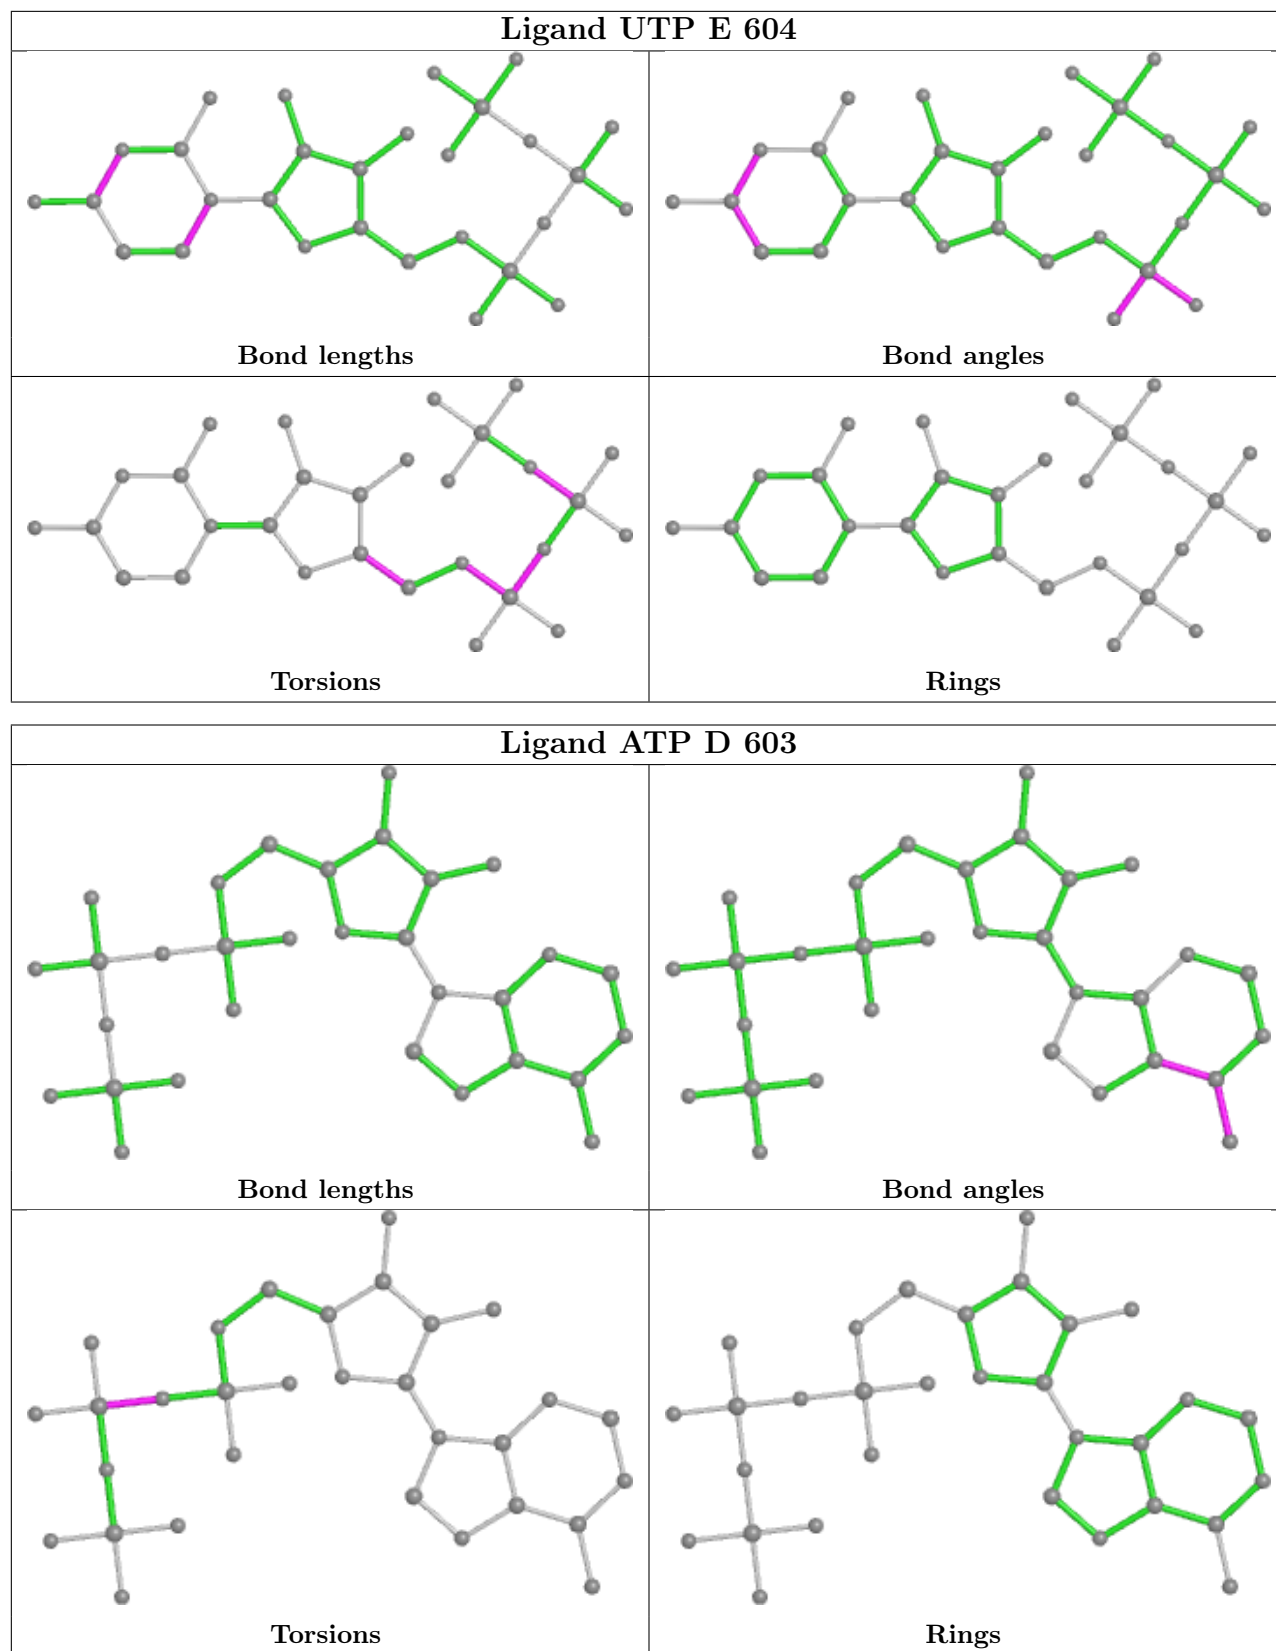 Ligand UTP E 604
Bond lengths
Bond angles
Torsions
Rings
Ligand ATP D 603
Bond lengths
Bond angles
Torsions
Rings